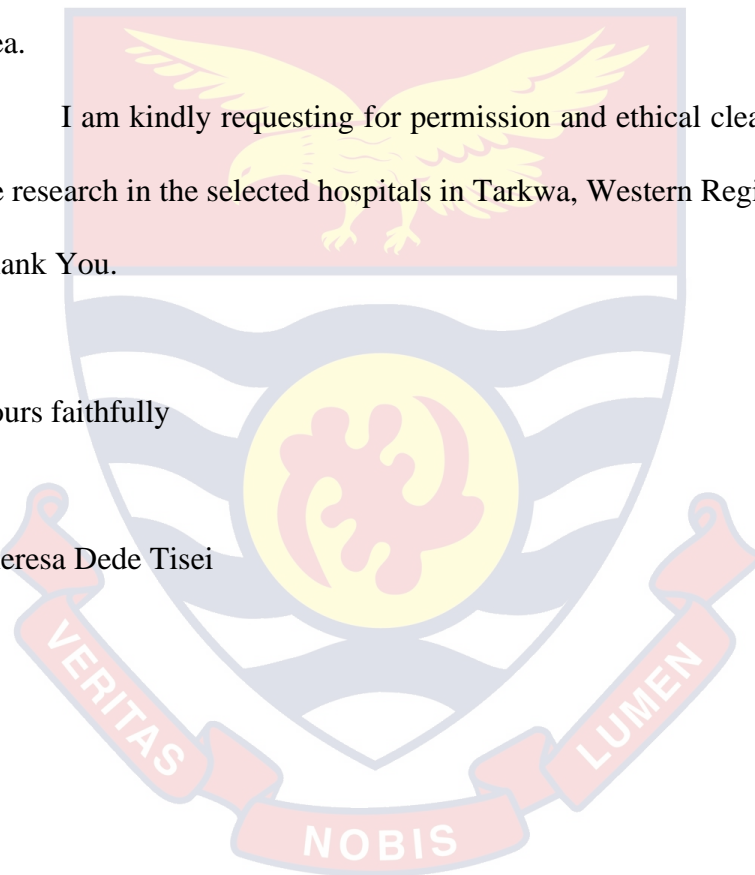 ea.
I am kindly requesting for permission and ethical clea
e research in the selected hospitals in Tarkwa, Western Regi
ank You.
ours faithfully
eresa Dede Tisei
VERITAS
NOBIS
LUMEN